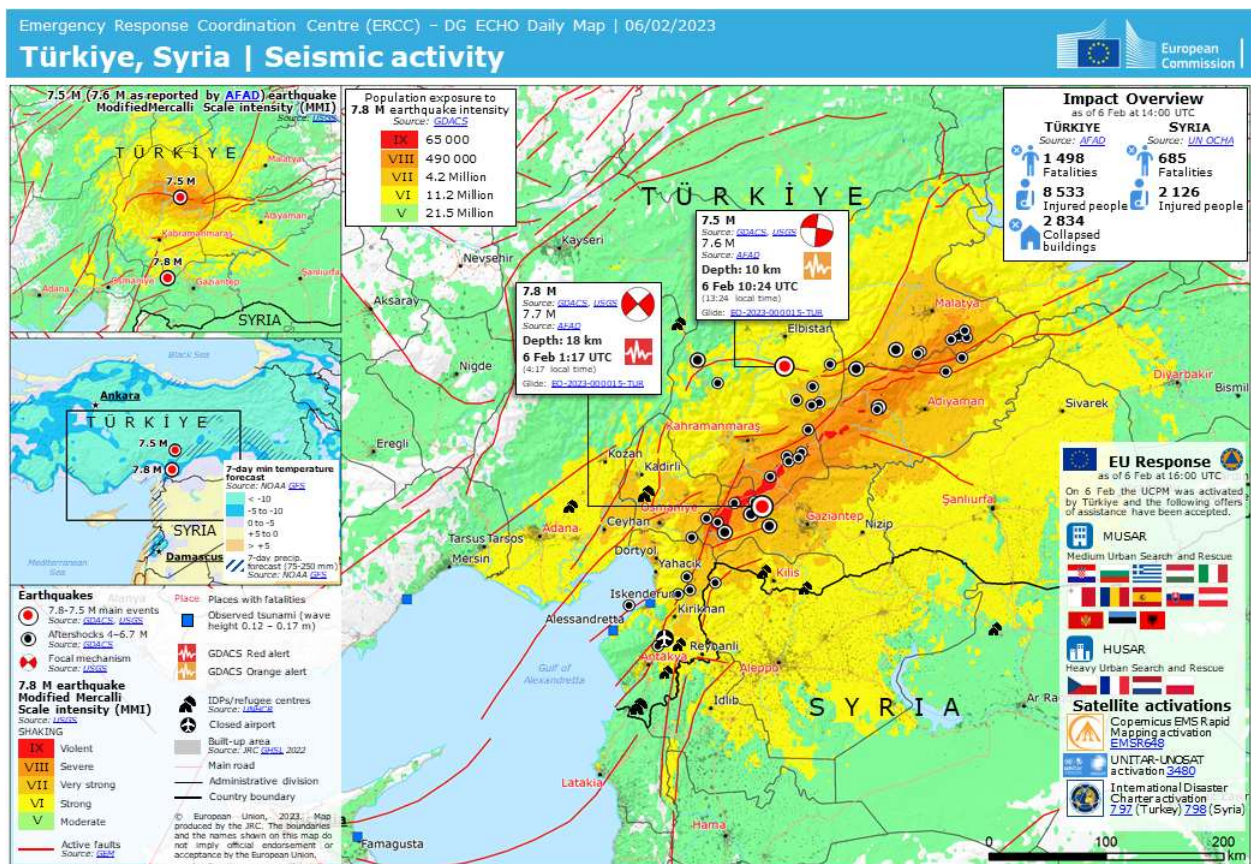 Emergency Response Coordination Centre (ERCC) – DG ECHO Daily Map | 06/02/2023
Türkiye, Syria | Seismic activity
European
Commission
7.5 M (7.6 M as reported by AFAD) earthquake
ModifiedMercalli Scale intensity (MMI)
Source: USGS
TÜRKİYE
Malatya
7.5 M
Adiyaman
Kahramanmaraş
7.8 M
Osmaniye
Gaziantep
Şanlıurfa
Adana
SYRIA
Population exposure to
7.8 M earthquake intensity
Source: GDACS
IX 65 000
VIII 490 000
VII 4.2 Million
VI 11.2 Million
V 21.5 Million
Impact Overview
as of 6 Feb at 14:00 UTC
TÜRKİYE
Source: AFAD
1 498
Fatalities
8 533
Injured people
2 834
Collapsed
buildings
SYRIA
Source: UN OCHA
685
Fatalities
2 126
Injured people
TÜRKİYE
7.5 M
Source: GDACS, USGS
7.6 M
Source: AFAD
Depth: 10 km
6 Feb 10:24 UTC
(13:24 local time)
Glide: EQ-2023-000015-TUR
7.8 M
Source: GDACS, USGS
7.7 M
Source: AFAD
Depth: 18 km
6 Feb 1:17 UTC
(4:17 local time)
Glide: EQ-2023-000015-TUR
Kayseri
Nevsehir
Aksaray
Nigde
Eregli
Elbistan
Malatya
Diyarbakir
Bismil
Adiyaman
Sivarek
Kahramanmaraş
Kozan
Kadirli
Osmaniye
Şanlıurfa
Adana
Ceyhan
Gaziantep
Nizip
Tarsus
Tarsos
Mersin
Dortyol
Yahacik
Kilis
Iskenderun
Kirikhan
Alessandretta
Antakya
Reyhanli
Gulf of
Alexandretta
Aleppo
Idlib
SYRIA
Latakia
Hama
Famagusta
Black Sea
Ankara
TÜRKİYE
7.5 M
7.8 M
SYRIA
Mediterranean
Sea
Damascus
7-day min temperature
forecast
Source: NOAA GFS
< -10
-5 to -10
0 to -5
+5 to 0
> +5
7-day precip.
forecast (75-250 mm)
Source: NOAA GFS
Earthquakes
7.8-7.5 M main events
Source: GDACS, USGS
Aftershocks 4–6.7 M
Source: GDACS
Focal mechanism
Source: USGS
7.8 M earthquake
Modified Mercalli
Scale intensity (MMI)
Source: USGS
SHAKING
IX Violent
VIII Severe
VII Very strong
VI Strong
V Moderate
Active faults
Source: GEM
Place Places with fatalities
Observed tsunami (wave
height 0.12 – 0.17 m)
GDACS Red alert
GDACS Orange alert
IDPs/refugee centres
Source: UNHCR
Closed airport
Built-up area
Source: JRC GHSL 2022
Main road
Administrative division
Country boundary
© European Union, 2023. Map
produced by the JRC. The boundaries
and the names shown on this map do
not imply official endorsement or
acceptance by the European Union.
EU Response
as of 6 Feb at 16:00 UTC
On 6 Feb the UCPM was activated
by Türkiye and the following offers
of assistance have been accepted.
MUSAR
Medium Urban Search and Rescue
HUSAR
Heavy Urban Search and Rescue
Satellite activations
Copernicus EMS Rapid
Mapping activation
EMSR648
UNITAR-UNOSAT
activation 3480
International Disaster
Charter activation
797 (Turkey) 798 (Syria)
0 100 200
km